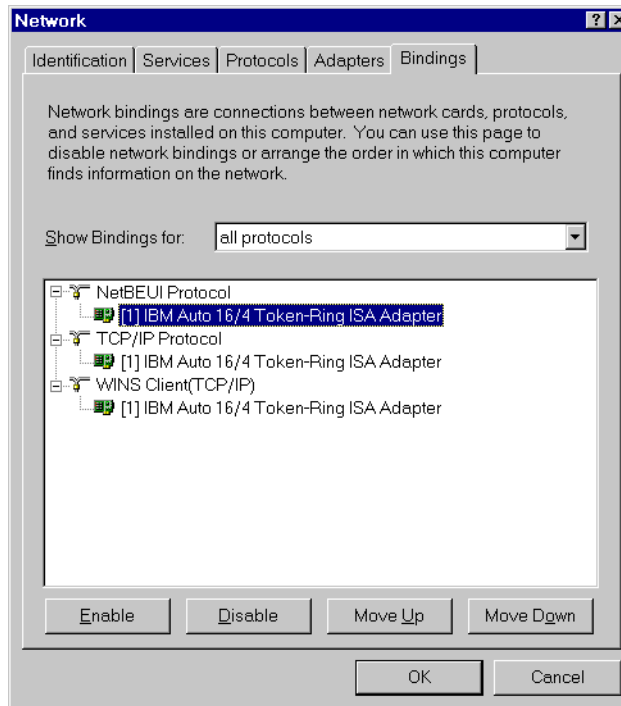 Network
Identification Services Protocols Adapters Bindings
Network bindings are connections between network cards, protocols,
and services installed on this computer. You can use this page to
disable network bindings or arrange the order in which this computer
finds information on the network.
Show Bindings for: all protocols
NetBEUI Protocol
[1] IBM Auto 16/4 Token-Ring ISA Adapter
TCP/IP Protocol
[1] IBM Auto 16/4 Token-Ring ISA Adapter
WINS Client(TCP/IP)
[1] IBM Auto 16/4 Token-Ring ISA Adapter
Enable Disable Move Up Move Down
OK Cancel